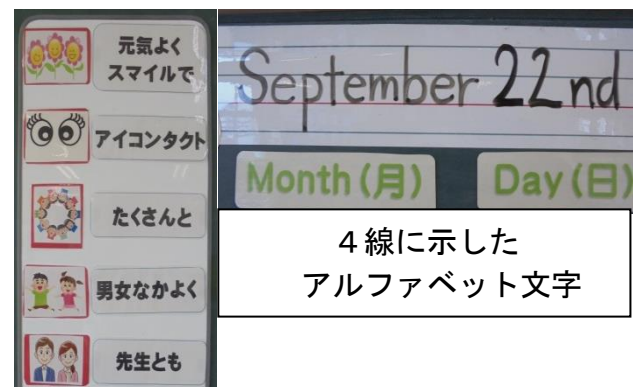 元気よく
スマイルで
アイコンタクト
たくさんと
男女なかよく
先生とも
September 22nd
Month(月)
Day(日)
４線に示した
アルファベット文字